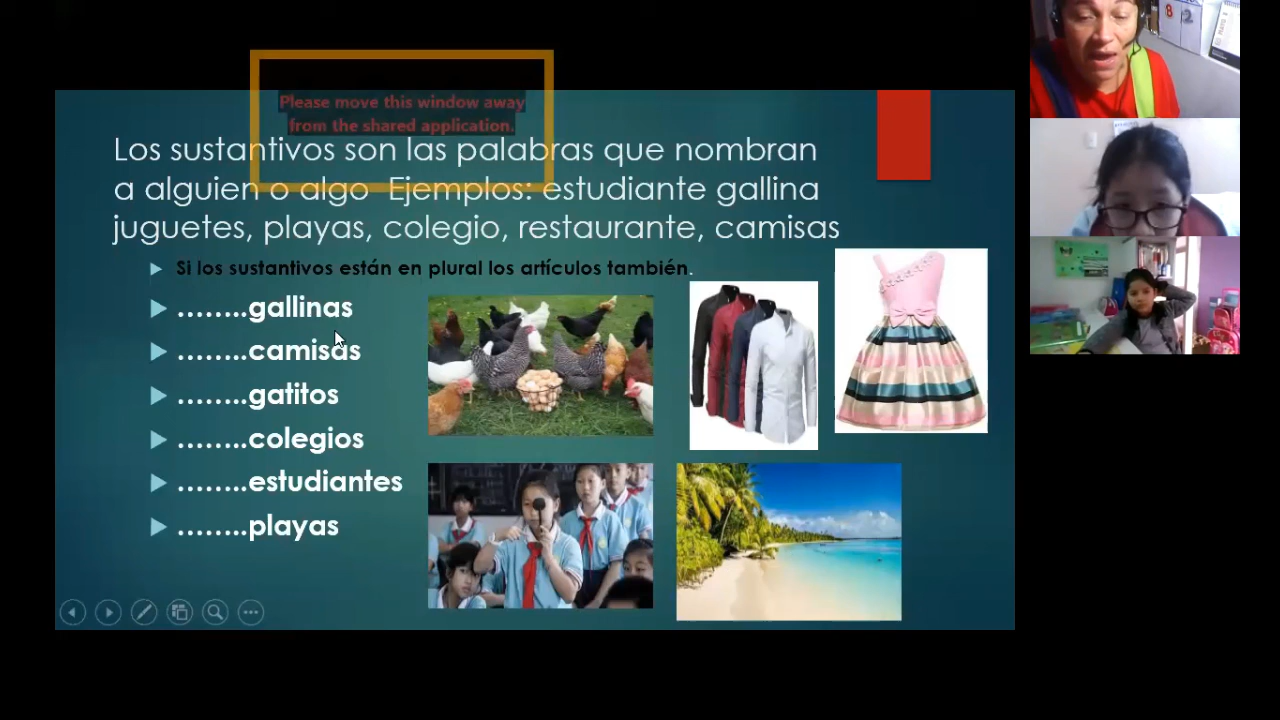 Please move this window away
from the shared application.
Los sustantivos son las palabras que nombran
a alguien o algo Ejemplos: estudiante gallina
juguetes, playas, colegio, restaurante, camisas
Si los sustantivos están en plural los artículos también.
……..gallinas
……..camisas
……..gatitos
……..colegios
……..estudiantes
……..playas
8 2